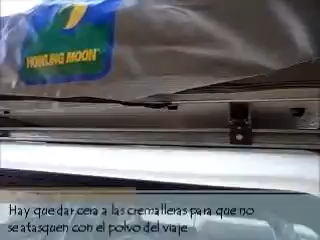 HOWLING MOON
Hay que dar cera a las cremalleras para que no
se atasquen con el polvo del viaje